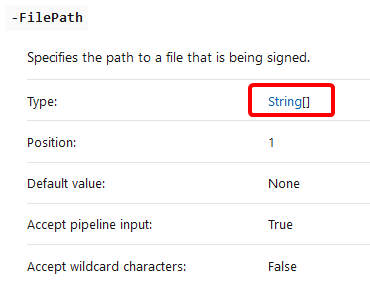 -FilePath
Specifies the path to a file that is being signed.
Type: String[]
Position: 1
Default value: None
Accept pipeline input: True
Accept wildcard characters: False